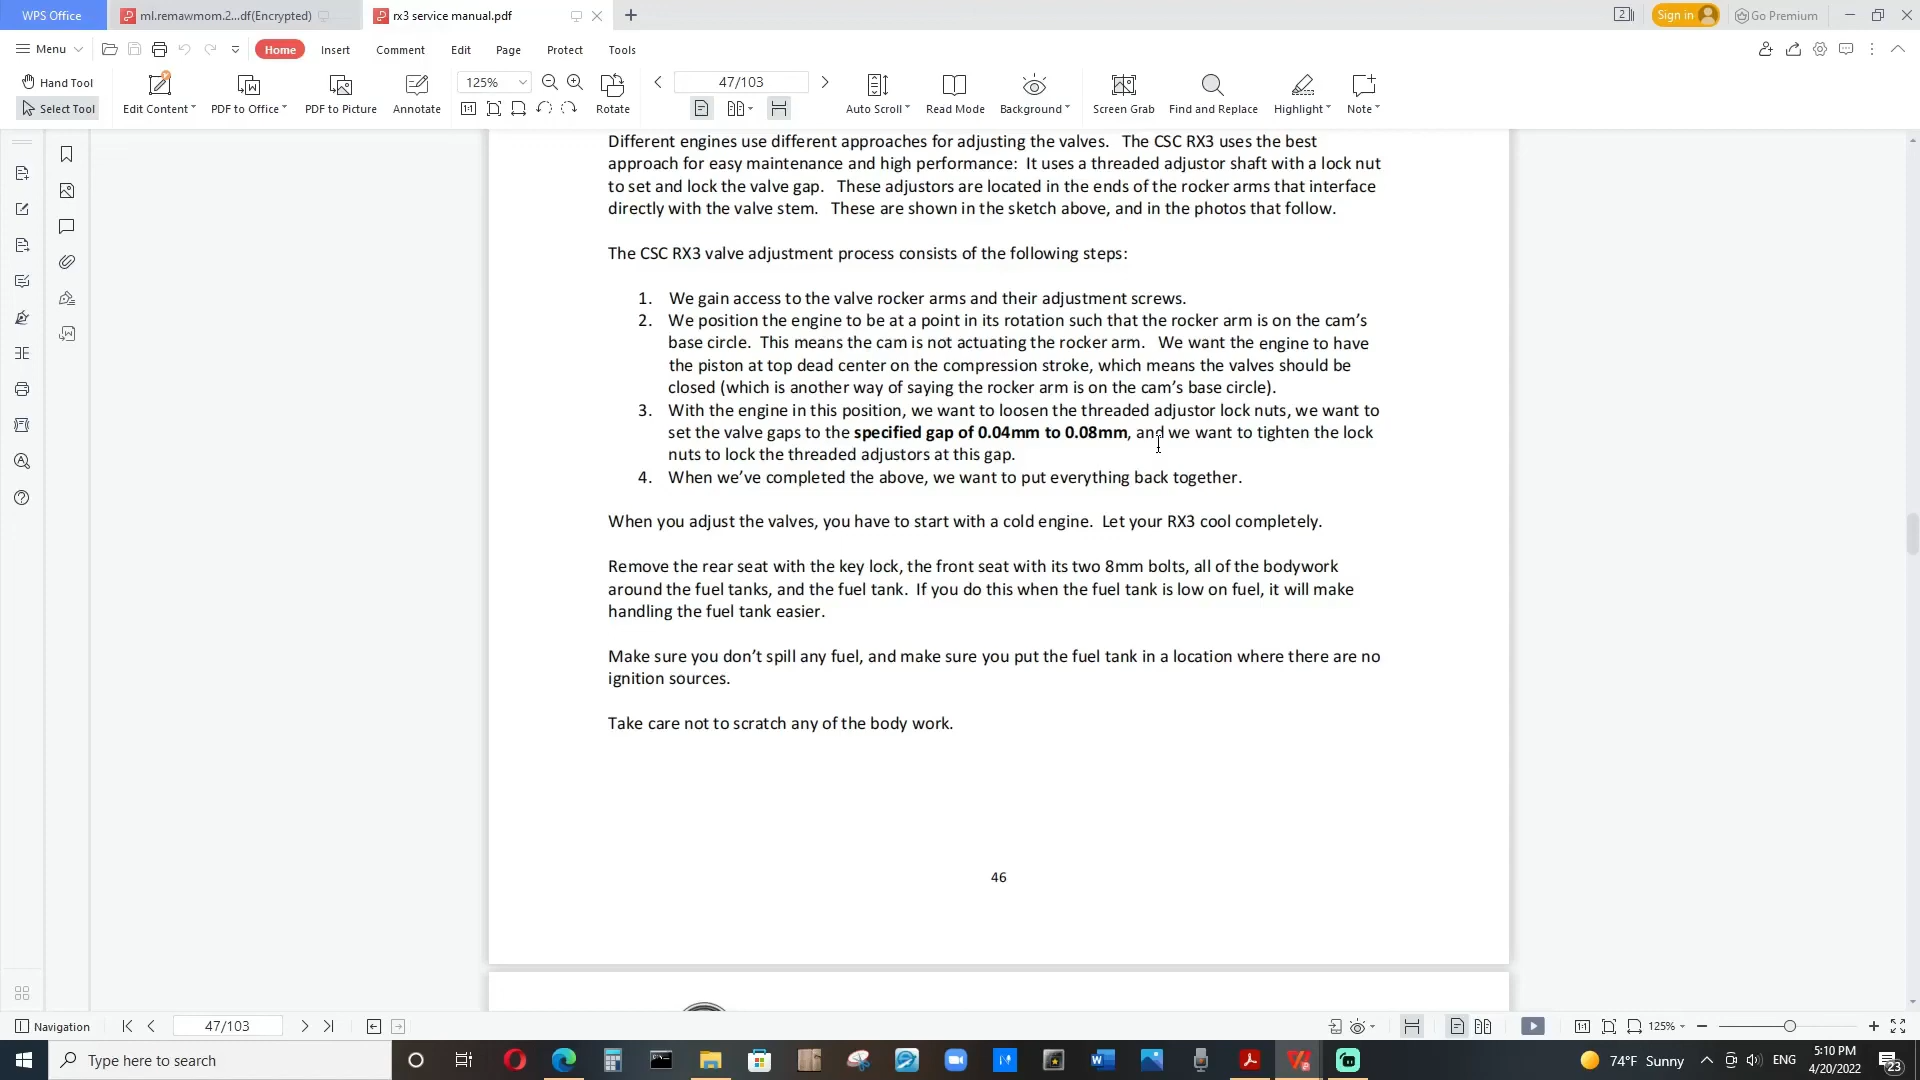 WPS Office
ml.remawmom.2...df(Encrypted)
rx3 service manual.pdf
2
Sign in
Go Premium
Menu
Home
Insert
Comment
Edit
Page
Protect
Tools
Hand Tool
Select Tool
Edit Content
PDF to Office
PDF to Picture
Annotate
125%
Rotate
47/103
Auto Scroll
Read Mode
Background
Screen Grab
Find and Replace
Highlight
Note
Different engines use different approaches for adjusting the valves. The CSC RX3 uses the best
approach for easy maintenance and high performance: It uses a threaded adjustor shaft with a lock nut
to set and lock the valve gap. These adjustors are located in the ends of the rocker arms that interface
directly with the valve stem. These are shown in the sketch above, and in the photos that follow.
The CSC RX3 valve adjustment process consists of the following steps:
1. We gain access to the valve rocker arms and their adjustment screws.
2. We position the engine to be at a point in its rotation such that the rocker arm is on the cam’s
base circle. This means the cam is not actuating the rocker arm. We want the engine to have
the piston at top dead center on the compression stroke, which means the valves should be
closed (which is another way of saying the rocker arm is on the cam’s base circle).
3. With the engine in this position, we want to loosen the threaded adjustor lock nuts, we want to
set the valve gaps to the specified gap of 0.04mm to 0.08mm, and we want to tighten the lock
nuts to lock the threaded adjustors at this gap.
4. When we’ve completed the above, we want to put everything back together.
When you adjust the valves, you have to start with a cold engine. Let your RX3 cool completely.
Remove the rear seat with the key lock, the front seat with its two 8mm bolts, all of the bodywork
around the fuel tanks, and the fuel tank. If you do this when the fuel tank is low on fuel, it will make
handling the fuel tank easier.
Make sure you don’t spill any fuel, and make sure you put the fuel tank in a location where there are no
ignition sources.
Take care not to scratch any of the body work.
46
Navigation
47/103
125%
Type here to search
74°F Sunny
ENG
5:10 PM
4/20/2022
23